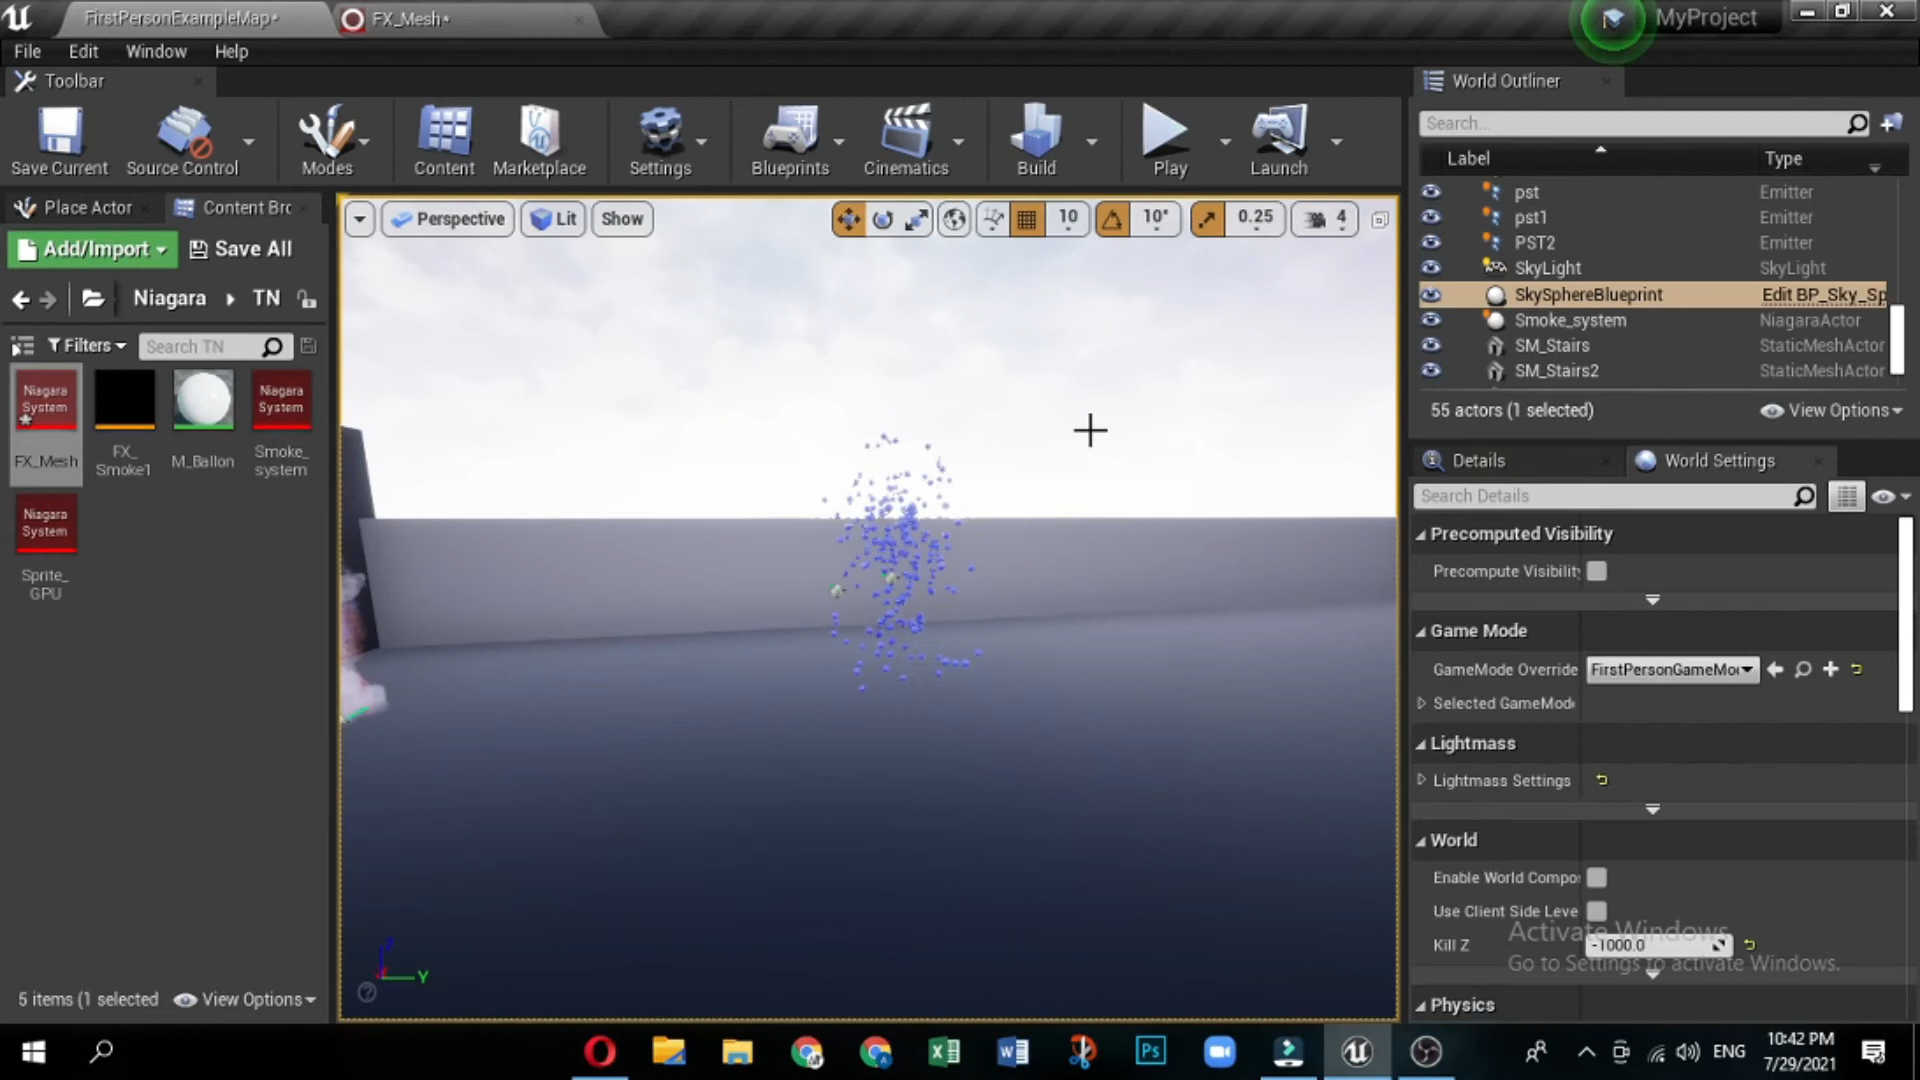 FirstPersonExampleMap*
FX_Mesh*
MyProject
File Edit Window Help
Toolbar
World Outliner
Save Current
Source Control
Modes
Content
Marketplace
Settings
Blueprints
Cinematics
Build
Play
Launch
Search...
Label
Type
pst Emitter
pst1 Emitter
PST2 Emitter
SkyLight SkyLight
SkySphereBlueprint Edit BP_Sky_Sp
Smoke_system NiagaraActor
SM_Stairs StaticMeshActor
SM_Stairs2 StaticMeshActor
55 actors (1 selected)
View Options
Place Actor
Content Bro
Add/Import
Save All
Niagara
TN
Filters
Search TN
Niagara System
FX_Mesh
FX_
Smoke1
M_Ballon
Niagara System
Smoke_
system
Niagara System
Sprite_
GPU
5 items (1 selected
View Options
Perspective
Lit
Show
10
10°
0.25
4
Z
Y
Details
World Settings
Search Details
Precomputed Visibility
Precompute Visibility
Game Mode
GameMode Override FirstPersonGameMo
Selected GameMode
Lightmass
Lightmass Settings
World
Enable World Compo
Use Client Side Leve
Kill Z -1000.0
Physics
Activate Windows
Go to Settings to activate Windows.
ENG
10:42 PM
7/29/2021